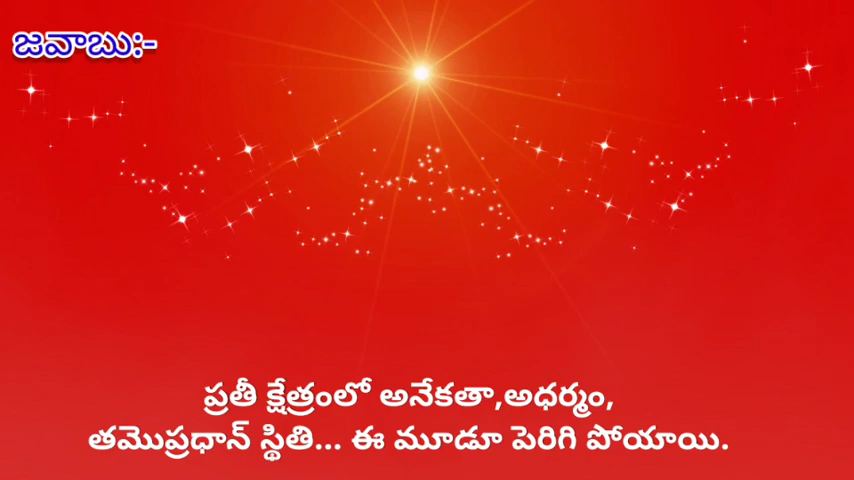 జవాబు:-
ప్రతీ క్షేత్రంలో అనేకతా,అధర్మం,
తమొప్రధాన్ స్థితి... ఈ మూడూ పెరిగి పోయాయి.